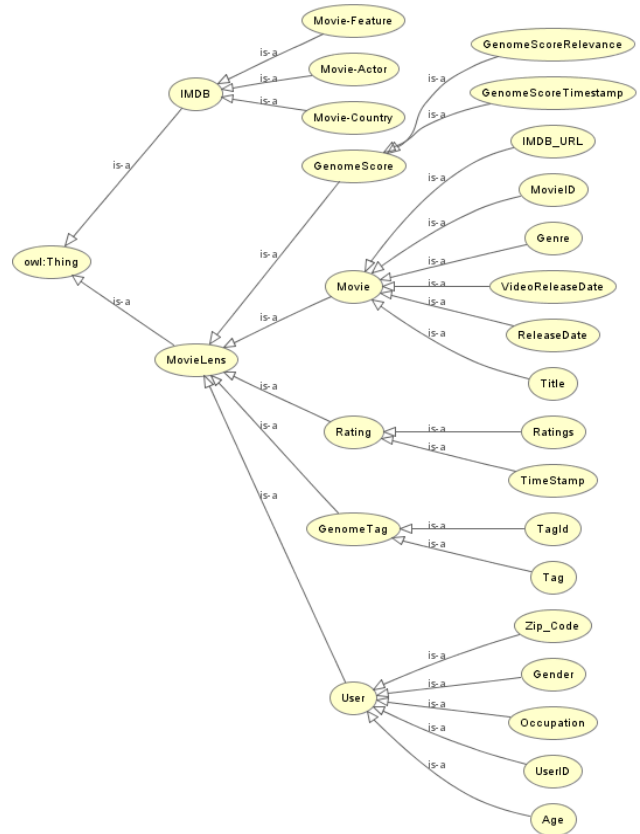 Movie-Feature
is-a
GenomeScoreRelevance
Movie-Actor
is-a
is-a
IMDB
GenomeScoreTimestamp
is-a
is-a
Movie-Country
IMDB_URL
is-a
GenomeScore
is-a
MovieID
is-a
Genre
is-a
is-a
owl:Thing
Movie
is-a
VideoReleaseDate
is-a
is-a
is-a
ReleaseDate
is-a
MovieLens
Title
is-a
is-a
Rating
is-a
Ratings
is-a
TimeStamp
is-a
GenomeTag
is-a
TagId
is-a
Tag
Zip_Code
is-a
Gender
is-a
User
is-a
Occupation
is-a
UserID
is-a
Age